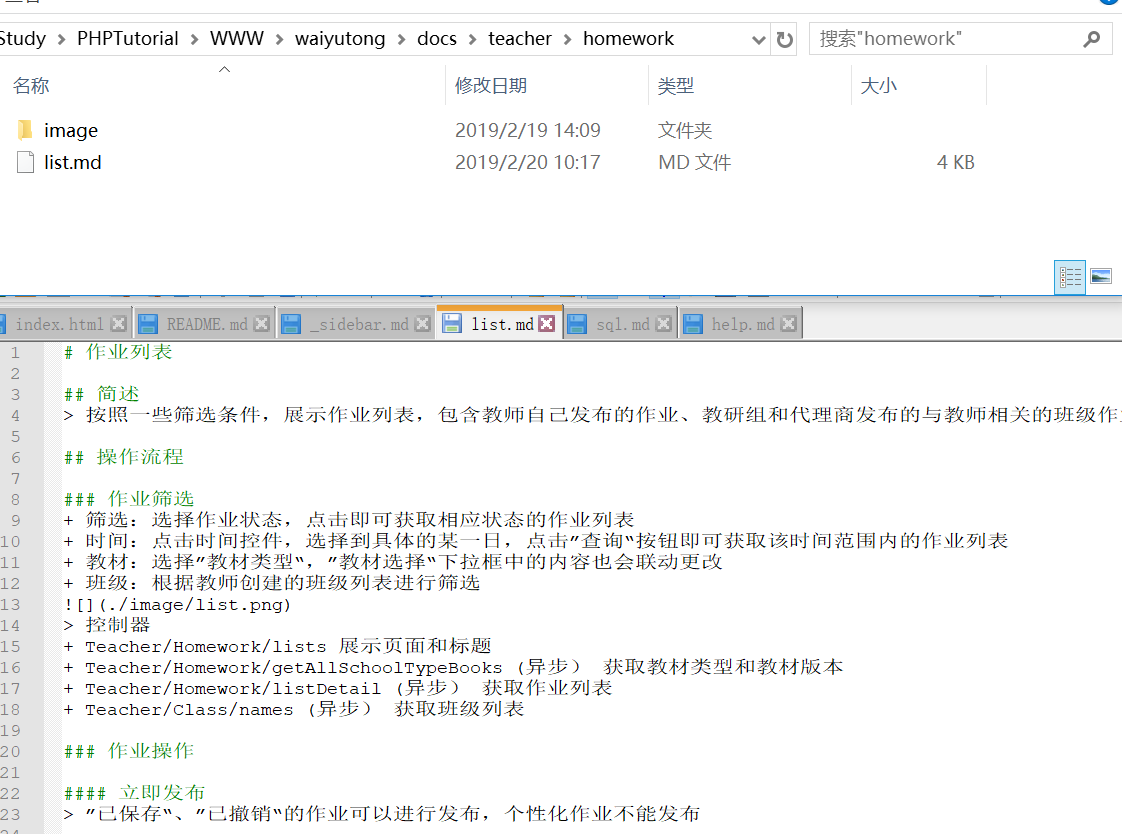 Study > PHPTutorial > WWW > waiyutong > docs > teacher > homework
搜索"homework"
名称 修改日期 类型 大小
image 2019/2/19 14:09 文件夹
list.md 2019/2/20 10:17 MD 文件 4 KB
index.html README.md _sidebar.md list.md sql.md help.md
1 # 作业列表
2
3 ## 简述
4 > 按照一些筛选条件，展示作业列表，包含教师自己发布的作业、教研组和代理商发布的与教师相关的班级作
5
6 ## 操作流程
7
8 ### 作业筛选
9 + 筛选：选择作业状态，点击即可获取相应状态的作业列表
10 + 时间：点击时间控件，选择到具体的某一日，点击”查询“按钮即可获取该时间范围内的作业列表
11 + 教材：选择”教材类型“，”教材选择“下拉框中的内容也会联动更改
12 + 班级：根据教师创建的班级列表进行筛选
13 ![](./image/list.png)
14 > 控制器
15 + Teacher/Homework/lists 展示页面和标题
16 + Teacher/Homework/getAllSchoolTypeBooks (异步） 获取教材类型和教材版本
17 + Teacher/Homework/listDetail (异步） 获取作业列表
18 + Teacher/Class/names (异步） 获取班级列表
19
20 ### 作业操作
21
22 #### 立即发布
23 > ”已保存“、”已撤销“的作业可以进行发布，个性化作业不能发布